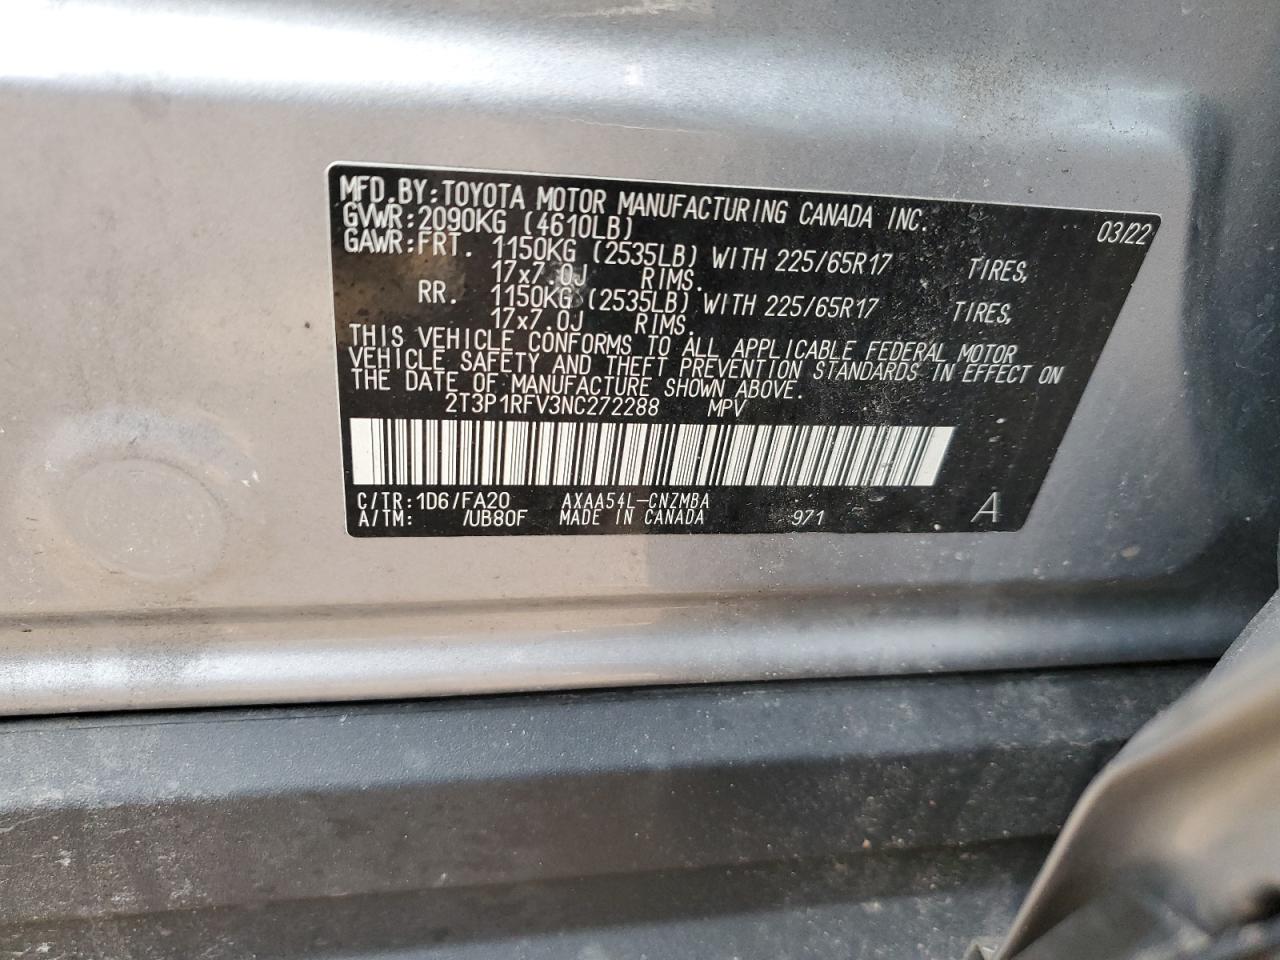 MFD.BY:TOYOTA MOTOR MANUFACTURING CANADA INC. 03/22
GVWR:2090KG (4610LB)
GAWR:FRT. 1150KG (2535LB) WITH 225/65R17 TIRES,
17x7.0J RIMS.
RR. 1150KG (2535LB) WITH 225/65R17 TIRES,
17x7.0J RIMS.
THIS VEHICLE CONFORMS TO ALL APPLICABLE FEDERAL MOTOR
VEHICLE SAFETY AND THEFT PREVENTION STANDARDS IN EFFECT ON
THE DATE OF MANUFACTURE SHOWN ABOVE.
2T3P1RFV3NC272288 MPV
C/TR:1D6/FA20 AXAA54L-CNZMBA
A/TM: /UB80F MADE IN CANADA 971 A